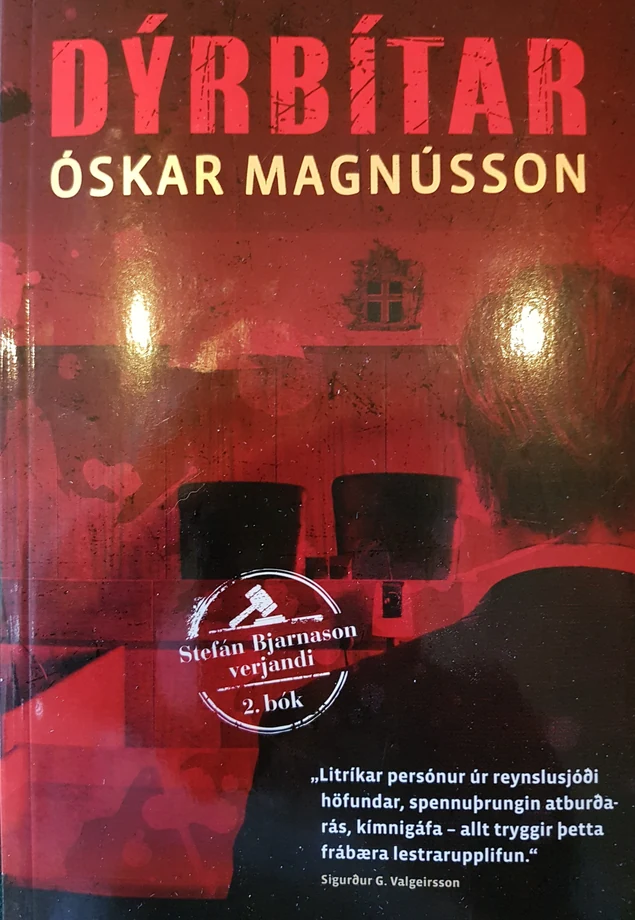 DÝRBÍTAR
ÓSKAR MAGNÚSSON
Stefán Bjarnason
verjandi
2. bók
„Litríkar persónur úr reynslusjóði
höfundar, spennuþrungin atburða-
rás, kímnigáfa – allt tryggir þetta
frábæra lestrarupplifun.“
Sigurður G. Valgeirsson